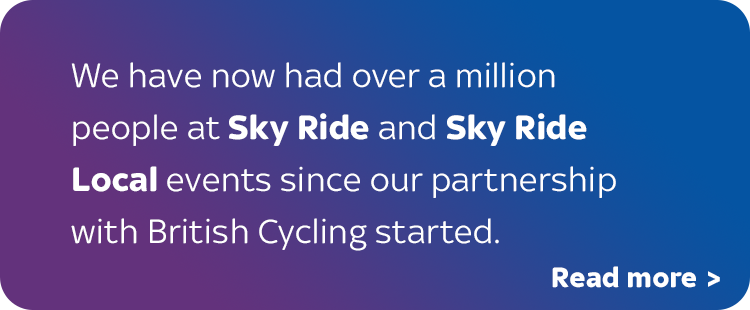 We have now had over a million
people at Sky Ride and Sky Ride
Local events since our partnership
with British Cycling started.
Read more >